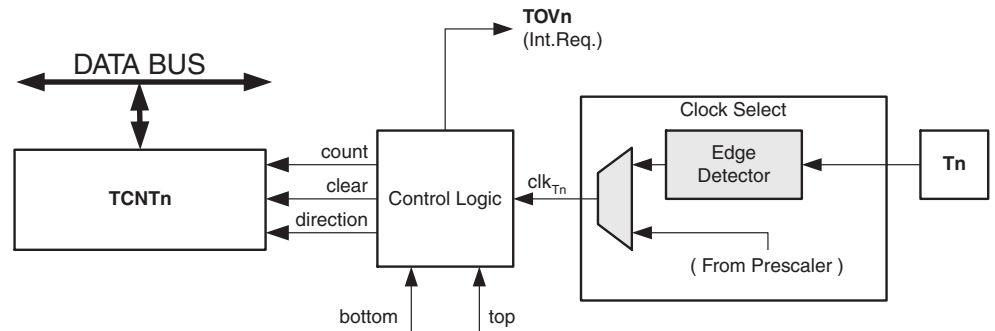 TOVn
(Int.Req.)
DATA BUS
Clock Select
TCNTn
count
clear
direction
Control Logic
clkTn
Edge
Detector
Tn
( From Prescaler )
bottom
top